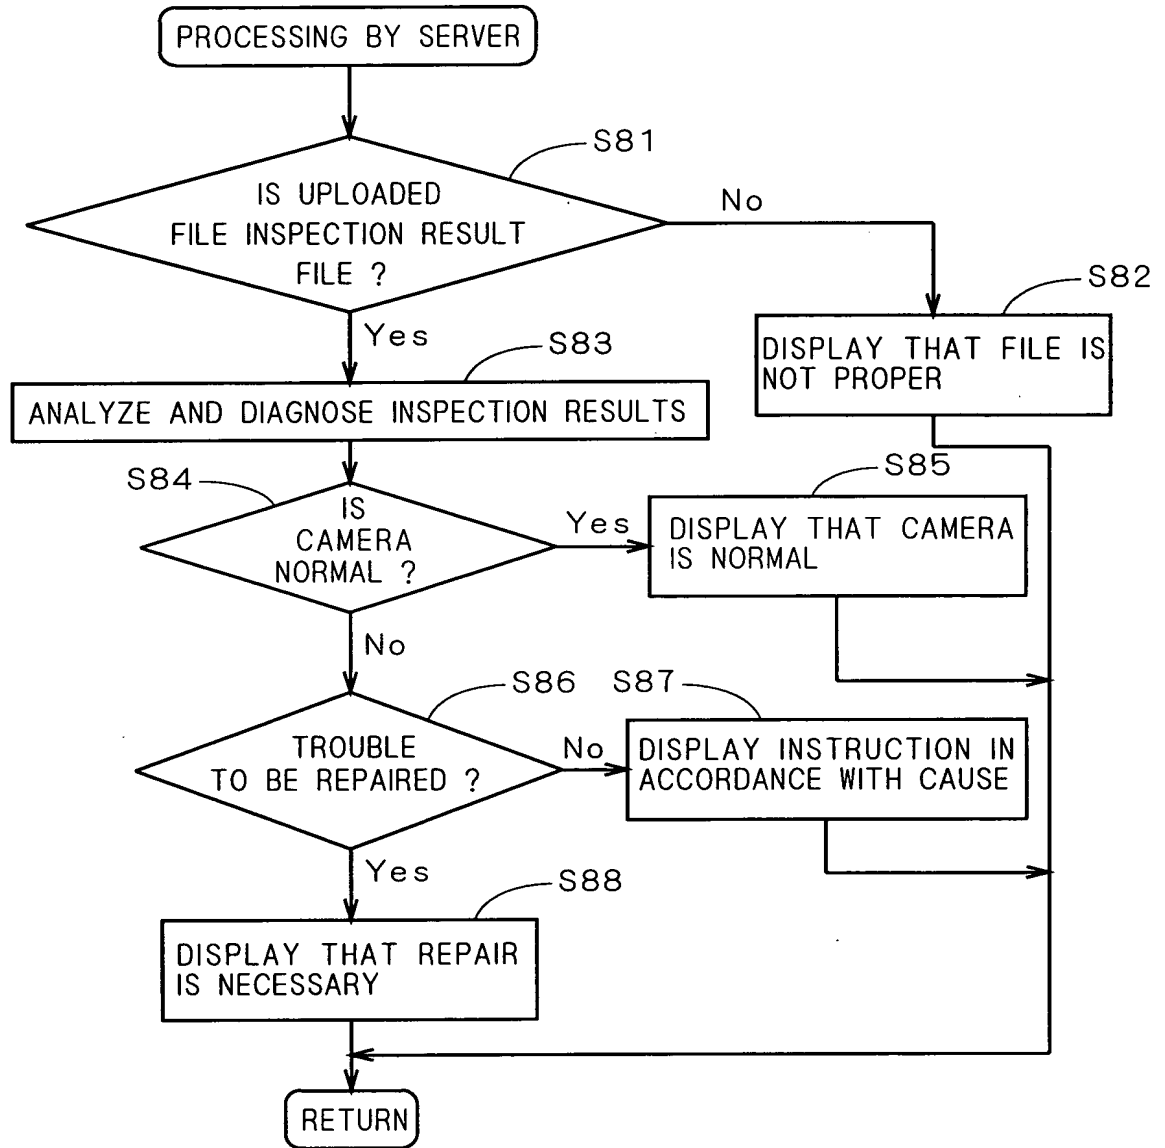 PROCESSING BY SERVER
S81
IS UPLOADED
FILE INSPECTION RESULT
FILE ?
No
Yes
S82
DISPLAY THAT FILE IS
NOT PROPER
S83
ANALYZE AND DIAGNOSE INSPECTION RESULTS
S84
IS
CAMERA
NORMAL ?
Yes
S85
DISPLAY THAT CAMERA
IS NORMAL
No
S86
TROUBLE
TO BE REPAIRED ?
No
S87
DISPLAY INSTRUCTION IN
ACCORDANCE WITH CAUSE
Yes
S88
DISPLAY THAT REPAIR
IS NECESSARY
RETURN